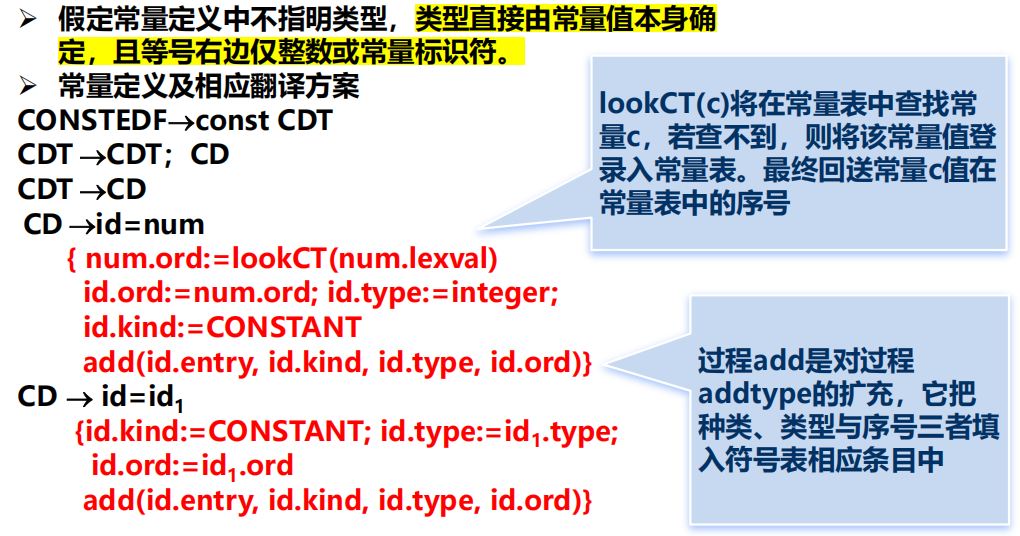 ➢ 假定常量定义中不指明类型，类型直接由常量值本身确
定，且等号右边仅整数或常量标识符。
➢ 常量定义及相应翻译方案
CONSTEDF→const CDT
CDT →CDT；CD
CDT →CD
CD →id=num
{ num.ord:=lookCT(num.lexval)
id.ord:=num.ord; id.type:=integer;
id.kind:=CONSTANT
add(id.entry, id.kind, id.type, id.ord)}
CD → id=id₁
{id.kind:=CONSTANT; id.type:=id₁.type;
id.ord:=id₁.ord
add(id.entry, id.kind, id.type, id.ord)}
lookCT(c)将在常量表中查找常
量c，若查不到，则将该常量值登
录入常量表。最终回送常量c值在
常量表中的序号
过程add是对过程
addtype的扩充，它把
种类、类型与序号三者填
入符号表相应条目中